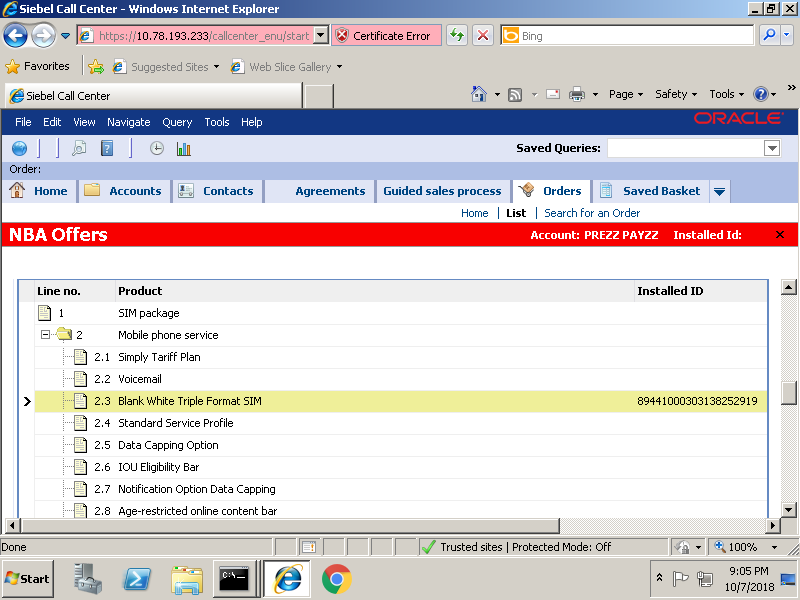 Siebel Call Center - Windows Internet Explorer
https://10.78.193.233/callcenter_enu/start
Certificate Error
Bing
Favorites
Suggested Sites
Web Slice Gallery
Siebel Call Center
Page
Safety
Tools
»
File Edit View Navigate Query Tools Help
ORACLE
Saved Queries:
Order:
Home
Accounts
Contacts
Agreements
Guided sales process
Orders
Saved Basket
Home | List | Search for an Order
NBA Offers
Account: PREZZ PAYZZ Installed Id:
Line no. Product Installed ID
1 SIM package
2 Mobile phone service
2.1 Simply Tariff Plan
2.2 Voicemail
2.3 Blank White Triple Format SIM 89441000303138252919
2.4 Standard Service Profile
2.5 Data Capping Option
2.6 IOU Eligibility Bar
2.7 Notification Option Data Capping
2.8 Age-restricted online content bar
Done
Trusted sites | Protected Mode: Off
100%
Start
C:\.
9:05 PM
10/7/2018